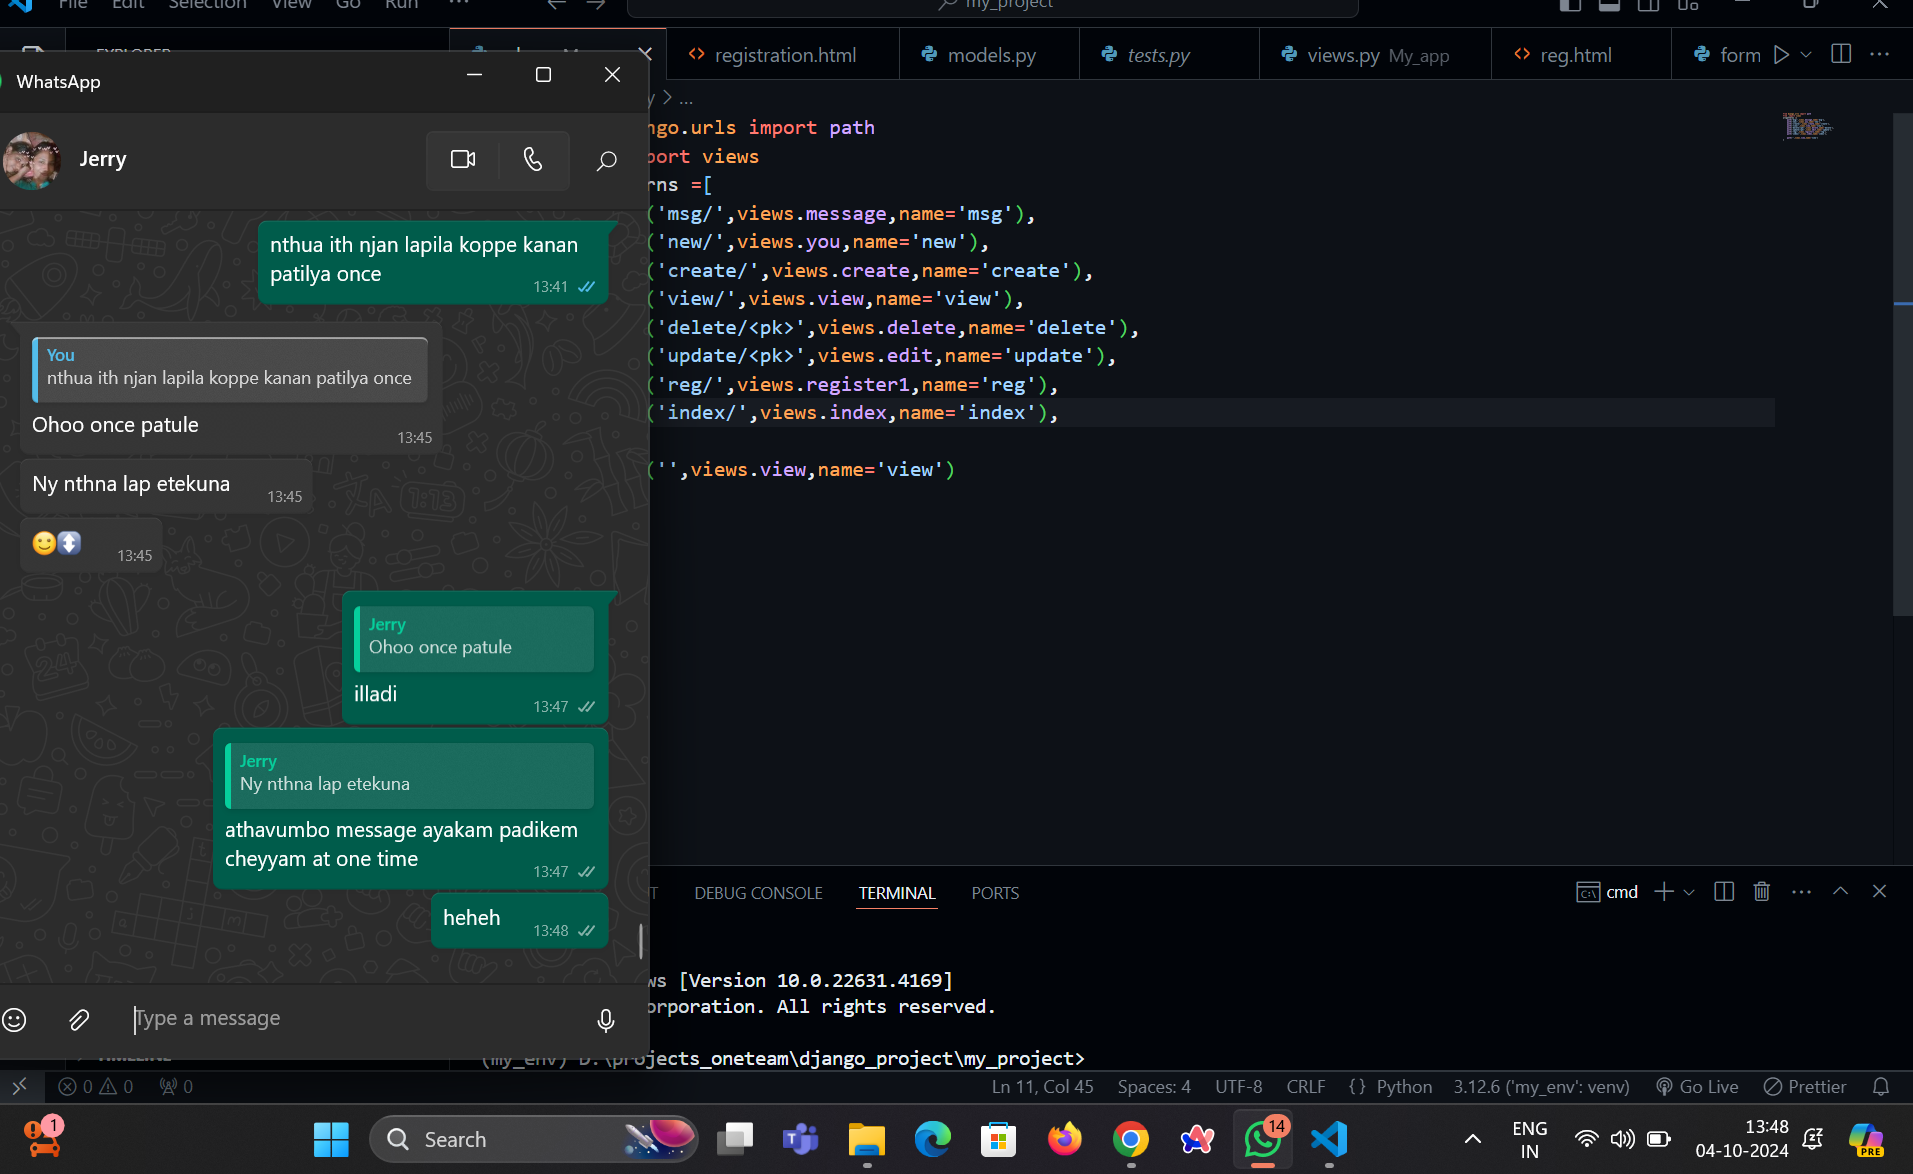 File Edit Selection View Go Run ...
my_project
EXPLORER
registration.html
models.py
tests.py
views.py My_app
reg.html
form
...
WhatsApp
Jerry
nthua ith njan lapila koppe kanan
patilya once
13:41
You
nthua ith njan lapila koppe kanan patilya once
Ohoo once patule
13:45
Ny nthna lap etekuna
13:45
🙂↕️
13:45
Jerry
Ohoo once patule
illadi
13:47
Jerry
Ny nthna lap etekuna
athavumbo message ayakam padikem
cheyyam at one time
13:47
heheh
13:48
Type a message
y > ...
ngo.urls import path
port views
rns =[
('msg/',views.message,name='msg'),
('new/',views.you,name='new'),
('create/',views.create,name='create'),
('view/',views.view,name='view'),
('delete/<pk>',views.delete,name='delete'),
('update/<pk>',views.edit,name='update'),
('reg/',views.register1,name='reg'),
('index/',views.index,name='index'),
('',views.view,name='view')
T DEBUG CONSOLE TERMINAL PORTS
cmd
...
ws [Version 10.0.22631.4169]
orporation. All rights reserved.
(my_env) D:\projects_oneteam\django_project\my_project>
TIMELINE
0 0 0
Ln 11, Col 45 Spaces: 4 UTF-8 CRLF {} Python 3.12.6 ('my_env': venv) Go Live Prettier
1
Search
14
ENG
IN
13:48
04-10-2024
PRE